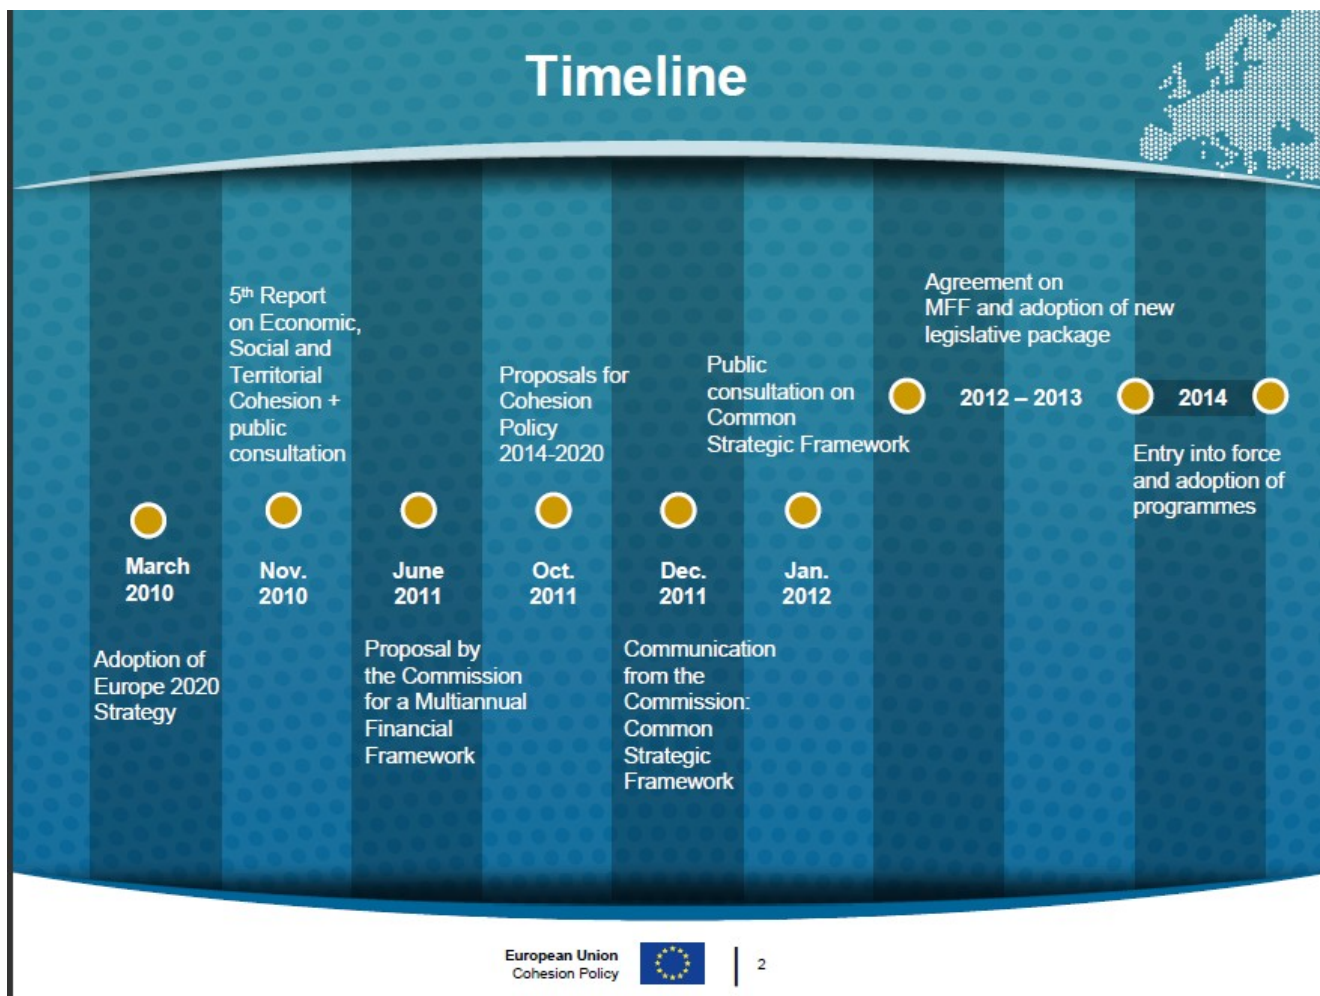 Timeline
5th Report
on Economic,
Social and
Territorial
Cohesion +
public
consultation
Proposals for
Cohesion
Policy
2014-2020
Public
consultation on
Common
Strategic Framework
Agreement on
MFF and adoption of new
legislative package
2012 – 2013
2014
Entry into force
and adoption of
programmes
March
2010
Nov.
2010
June
2011
Oct.
2011
Dec.
2011
Jan.
2012
Adoption of
Europe 2020
Strategy
Proposal by
the Commission
for a Multiannual
Financial
Framework
Communication
from the
Commission:
Common
Strategic
Framework
European Union
Cohesion Policy
2